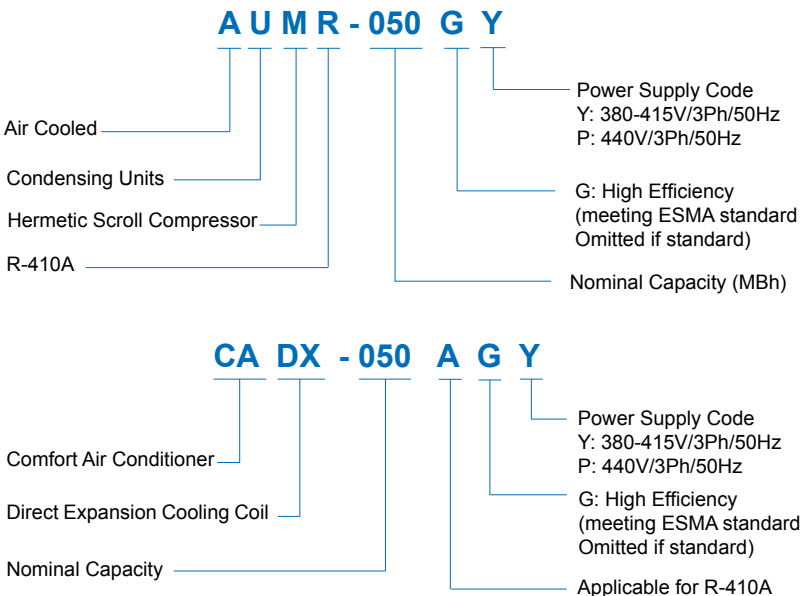 A U M R - 050 G Y
Power Supply Code
Y: 380-415V/3Ph/50Hz
P: 440V/3Ph/50Hz
Air Cooled
Condensing Units
G: High Efficiency
(meeting ESMA standard
Omitted if standard)
Hermetic Scroll Compressor
R-410A
Nominal Capacity (MBh)
CA DX - 050 A G Y
Power Supply Code
Y: 380-415V/3Ph/50Hz
P: 440V/3Ph/50Hz
Comfort Air Conditioner
G: High Efficiency
(meeting ESMA standard
Omitted if standard)
Direct Expansion Cooling Coil
Nominal Capacity
Applicable for R-410A